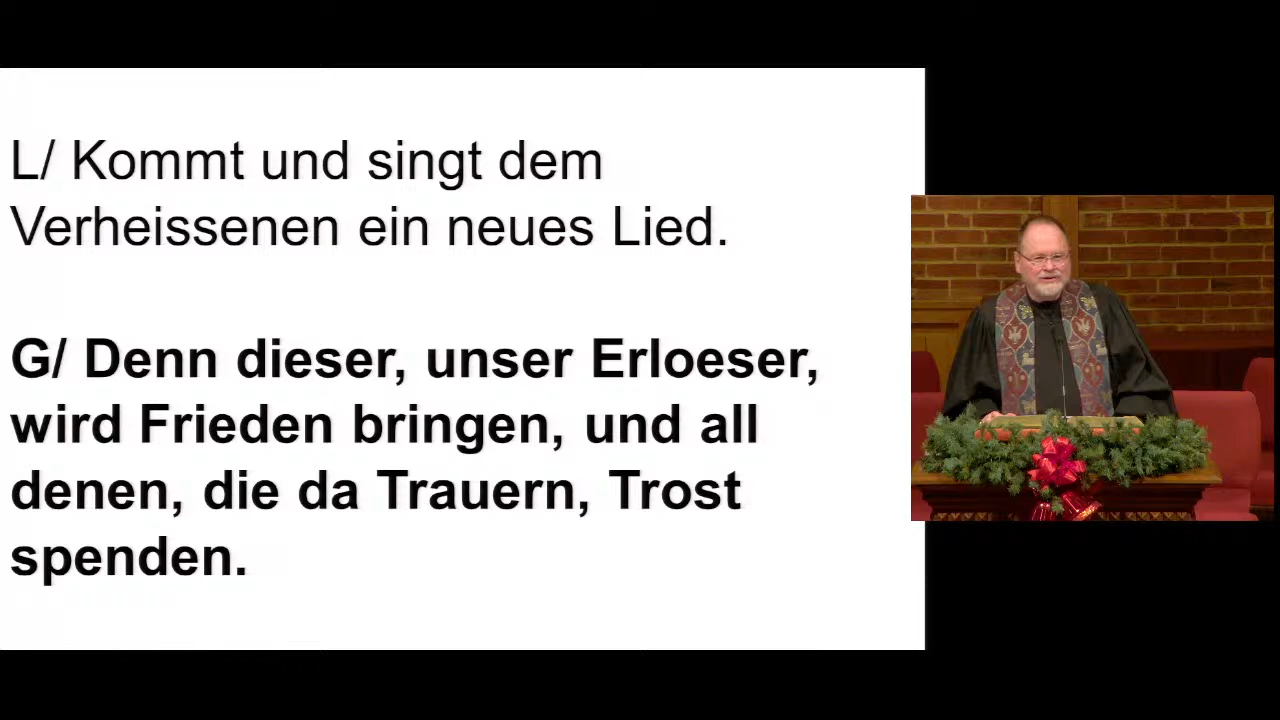 L/ Kommt und singt dem
Verheissenen ein neues Lied.
G/ Denn dieser, unser Erloeser,
wird Frieden bringen, und all
denen, die da Trauern, Trost
spenden.